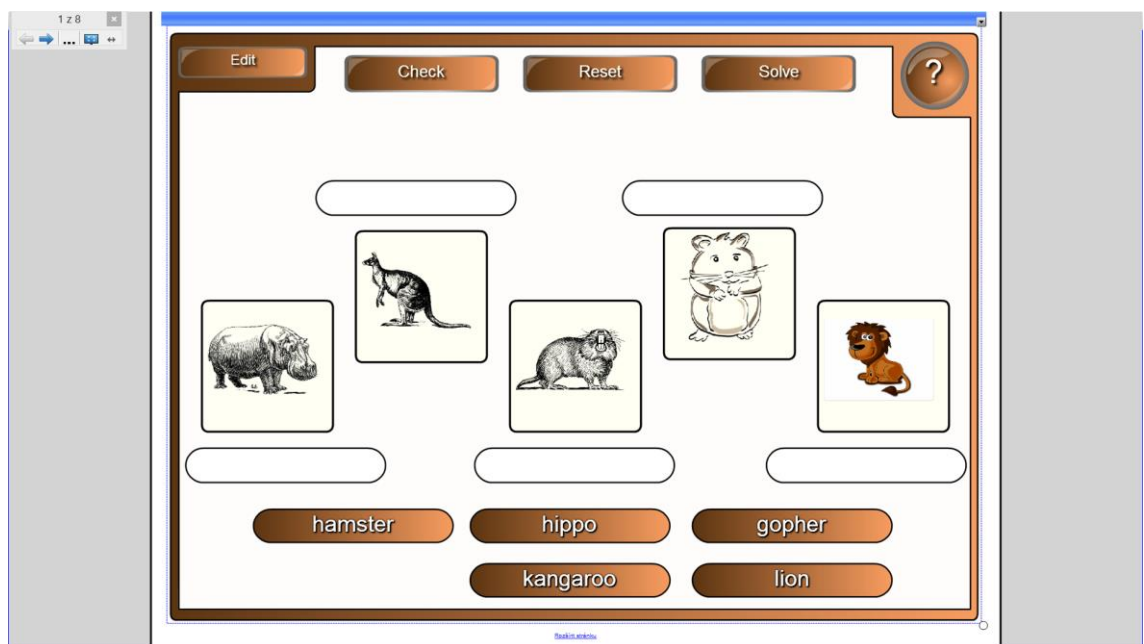 1 z 8
Edit
Check
Reset
Solve
?
hamster
hippo
gopher
kangaroo
lion